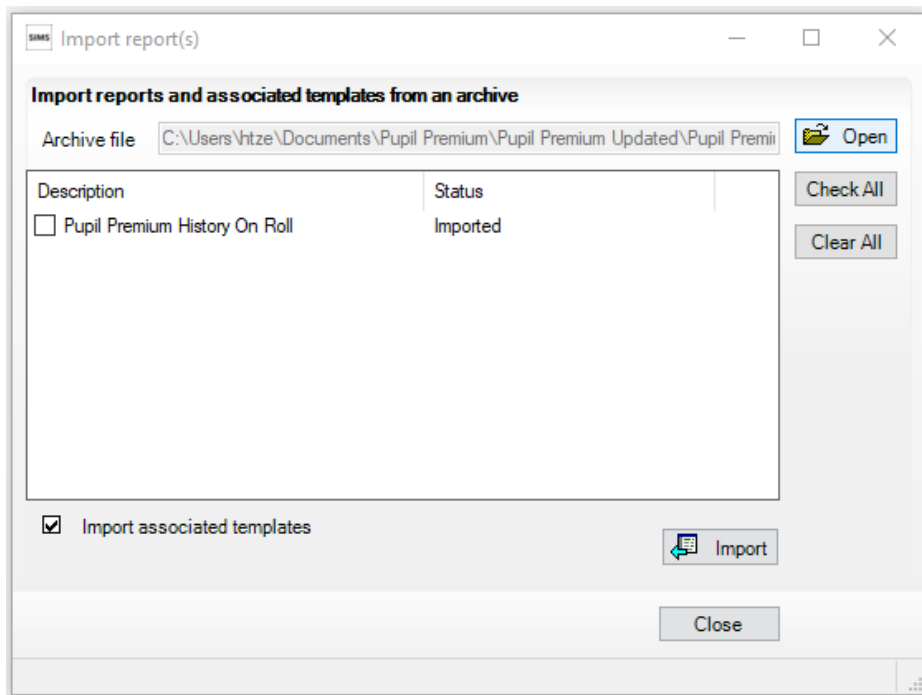 SIMS Import report(s)
Import reports and associated templates from an archive
Archive file C:\Users\htze\Documents\Pupil Premium\Pupil Premium Updated\Pupil Premi Open
Description Status Check All
Pupil Premium History On Roll Imported
Clear All
Import associated templates
Import
Close